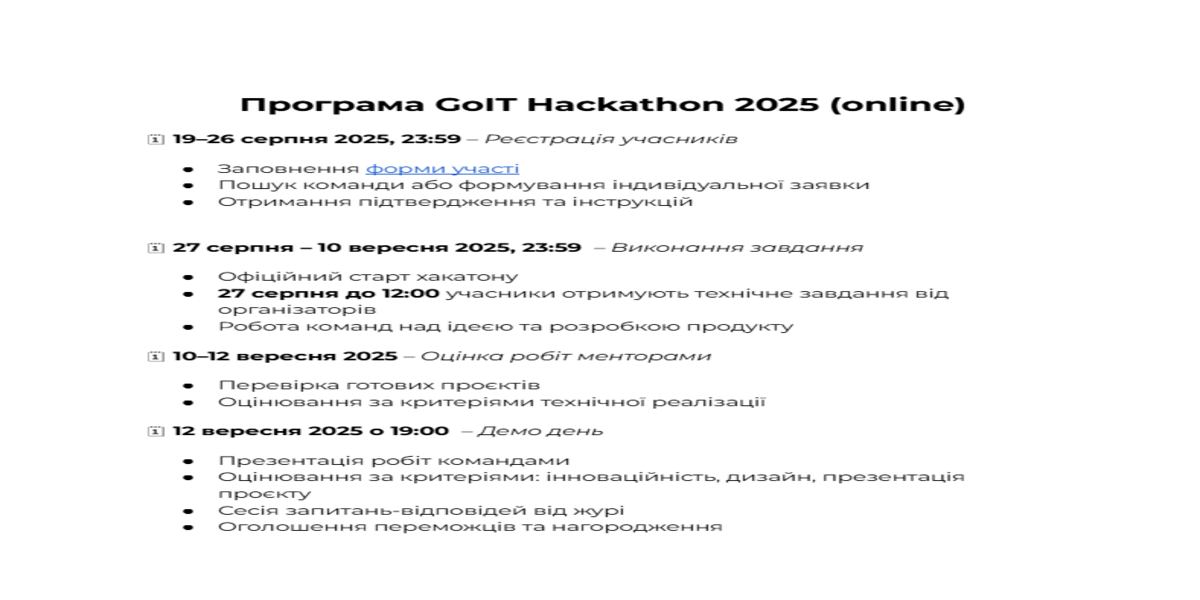 Програма GoIT Hackathon 2025 (online)
19–26 серпня 2025, 23:59 – Реєстрація учасників
● Заповнення форми участі
● Пошук команди або формування індивідуальної заявки
● Отримання підтвердження та інструкцій
27 серпня – 10 вересня 2025, 23:59 – Виконання завдання
● Офіційний старт хакатону
● 27 серпня до 12:00 учасники отримують технічне завдання від
організаторів
● Робота команд над ідеєю та розробкою продукту
10–12 вересня 2025 – Оцінка робіт менторами
● Перевірка готових проєктів
● Оцінювання за критеріями технічної реалізації
12 вересня 2025 о 19:00 – Демо день
● Презентація робіт командами
● Оцінювання за критеріями: інноваційність, дизайн, презентація
проєкту
● Сесія запитань-відповідей від журі
● Оголошення переможців та нагородження